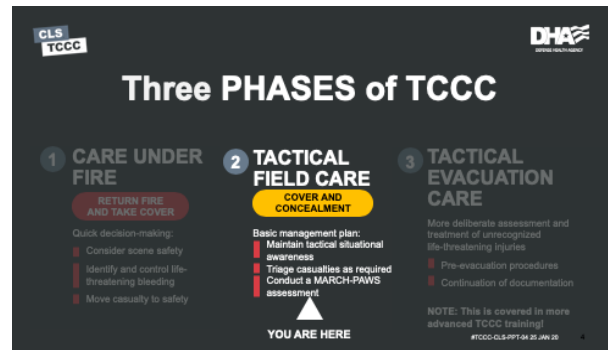 CLS
TCCC
DHA
DEFENSE HEALTH AGENCY
Three PHASES of TCCC
1 CARE UNDER
FIRE
RETURN FIRE
AND TAKE COVER
Quick decision-making:
Consider scene safety
Identify and control life-
threatening bleeding
Move casualty to safety
2 TACTICAL
FIELD CARE
COVER AND
CONCEALMENT
Basic management plan:
Maintain tactical situational
awareness
Triage casualties as required
Conduct a MARCH-PAWS
assessment
YOU ARE HERE
3 TACTICAL
EVACUATION
CARE
More deliberate assessment and
treatment of unrecognized
life-threatening injuries
Pre-evacuation procedures
Continuation of documentation
NOTE: This is covered in more
advanced TCCC training!
#TCCC-CLS-PPT-04 25 JAN 20
4